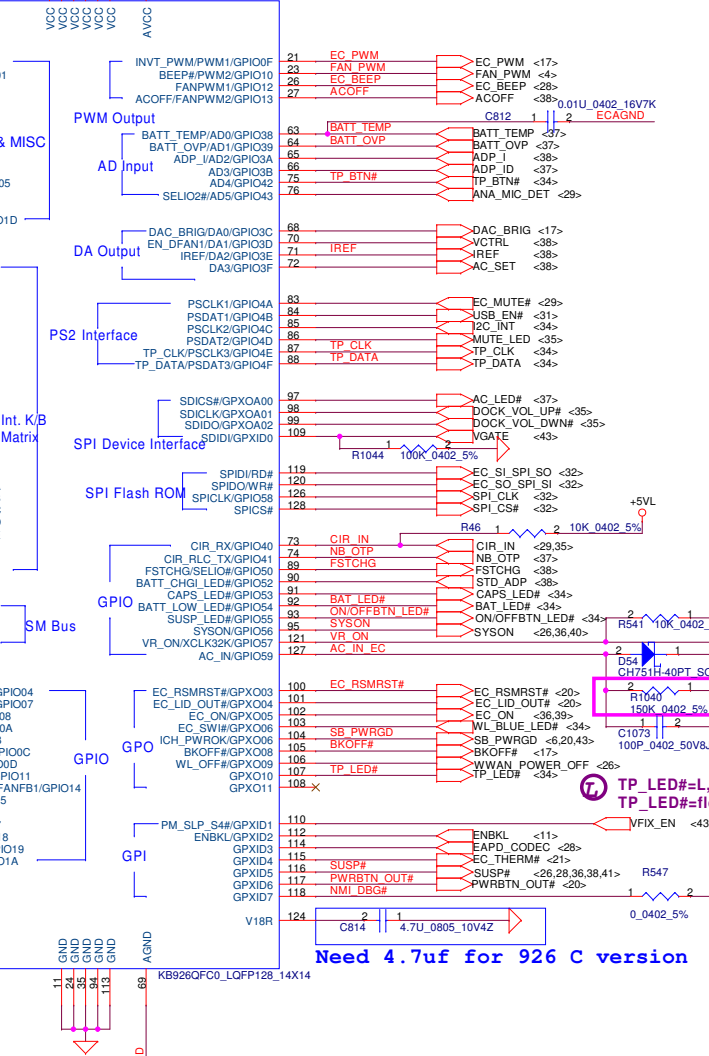 VCC VCC VCC VCC VCC VCC AVCC
INVT_PWM/PWM1/GPIO0F 21 EC_PWM EC_PWM <17>
BEEP#/PWM2/GPIO10 23 FAN_PWM FAN_PWM <4>
FANPWM1/GPIO12 26 EC_BEEP EC_BEEP <28>
ACOFF/FANPWM2/GPIO13 27 ACOFF ACOFF <38>
0.01U_0402_16V7K
PWM Output
C812 1 2 ECAGND
& MISC
BATT_TEMP/AD0/GPIO38 63 BATT_TEMP BATT_TEMP <37>
BATT_OVP/AD1/GPIO39 64 BATT_OVP BATT_OVP <37>
ADP_I/AD2/GPIO3A 65 ADP_I <38>
AD Input
AD3/GPIO3B 66 ADP_ID <37>
AD4/GPIO42 75 TP_BTN# TP_BTN# <34>
SELIO2#/AD5/GPIO43 76 ANA_MIC_DET <29>
DAC_BRIG/DA0/GPIO3C 68 DAC_BRIG <17>
EN_DFAN1/DA1/GPIO3D 70 VCTRL <38>
DA Output
IREF/DA2/GPIO3E 71 IREF IREF <38>
DA3/GPIO3F 72 AC_SET <38>
PSCLK1/GPIO4A 83 EC_MUTE# <29>
PSDAT1/GPIO4B 84 USB_EN# <31>
PSCLK2/GPIO4C 85 I2C_INT <34>
PS2 Interface
PSDAT2/GPIO4D 86 MUTE_LED <35>
TP_CLK/PSCLK3/GPIO4E 87 TP_CLK TP_CLK <34>
TP_DATA/PSDAT3/GPIO4F 88 TP_DATA TP_DATA <34>
SDICS#/GPXOA00 97 AC_LED# <37>
SDICLK/GPXOA01 98 DOCK_VOL_UP# <35>
SDIDO/GPXOA02 99 DOCK_VOL_DWN# <35>
SDIDI/GPXID0 109 VGATE <43>
Int. K/B
Matrix
SPI Device Interface
R1044 1 2 100K_0402_5%
SPIDI/RD# 119 EC_SI_SPI_SO <32>
SPIDO/WR# 120 EC_SO_SPI_SI <32>
SPI Flash ROM
SPICLK/GPIO58 126 SPI_CLK <32>
SPICS# 128 SPI_CS# <32>
+5VL
R46 1 2 10K_0402_5%
CIR_RX/GPIO40 73 CIR_IN CIR_IN <29,35>
CIR_RLC_TX/GPIO41 74 NB_OTP NB_OTP <37>
FSTCHG/SELIO#/GPIO50 89 FSTCHG FSTCHG <38>
BATT_CHGI_LED#/GPIO52 90 STD_ADP <38>
CAPS_LED#/GPIO53 91 CAPS_LED# <34>
GPIO
BATT_LOW_LED#/GPIO54 92 BAT_LED# BAT_LED# <34>
SUSP_LED#/GPIO55 93 ON/OFFBTN_LED# ON/OFFBTN_LED# <34>
SYSON/GPIO56 95 SYSON SYSON <26,36,40>
VR_ON/XCLK32K/GPIO57 121 VR_ON
AC_IN/GPIO59 127 AC_IN_EC
SM Bus
R541 2 1 10K_0402_
D54 2 1
CH751H-40PT_SC
R1040 2 1
150K_0402_5%
C1073 2 1
100P_0402_50V8J
EC_RSMRST#/GPXO03 100 EC_RSMRST# EC_RSMRST# <20>
EC_LID_OUT#/GPXO04 101 EC_LID_OUT# <20>
EC_ON/GPXO05 102 EC_ON <36,39>
EC_SWI#/GPXO06 103 WL_BLUE_LED# <34>
ICH_PWROK/GPXO06 104 SB_PWRGD SB_PWRGD <6,20,43>
GPO
BKOFF#/GPXO08 105 BKOFF# BKOFF# <17>
WL_OFF#/GPXO09 106 WWAN_POWER_OFF <26>
GPXO10 107 TP_LED# TP_LED# <34>
GPXO11 108
GPIO
TP_LED#=L,
TP_LED#=fl
PM_SLP_S4#/GPXID1 110 VFIX_EN <43
ENBKL/GPXID2 112 ENBKL <11>
GPXID3 114 EAPD_CODEC <28>
GPI
GPXID4 115 EC_THERM# <21>
GPXID5 116 SUSP# SUSP# <26,28,36,38,41>
GPXID6 117 PWRBTN_OUT# PWRBTN_OUT# <20>
GPXID7 118 NMI_DBG#
R547 1 2
0_0402_5%
V18R 124
C814 2 1 4.7U_0805_10V4Z
Need 4.7uf for 926 C version
GND GND GND GND GND AGND
KB926QFC0_LQFP128_14X14
11 24 35 94 113 69